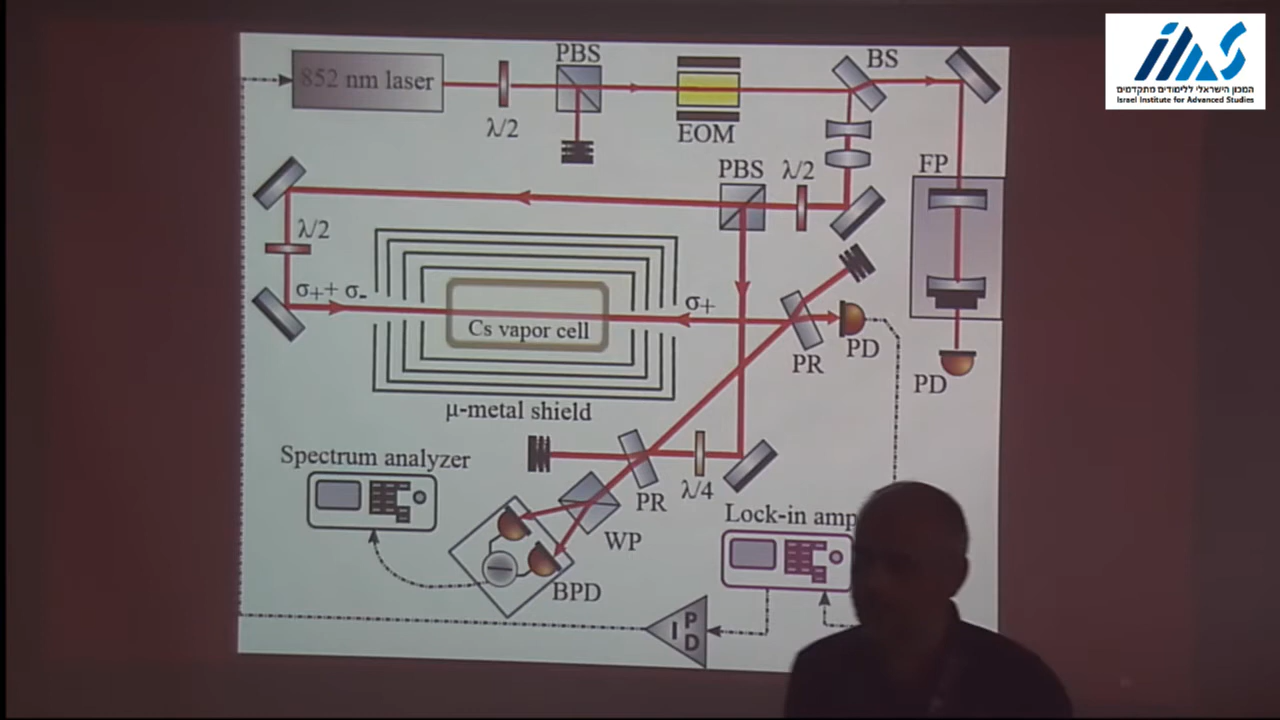 המכון הישראלי ללימודים מתקדמים
Israel Institute for Advanced Studies
852 nm laser
λ/2
PBS
EOM
BS
PBS
λ/2
FP
λ/2
σ₊+ σ₋
Cs vapor cell
σ₊
PR
PD
PD
μ-metal shield
Spectrum analyzer
PR
λ/4
WP
BPD
Lock-in amp
P
I
D